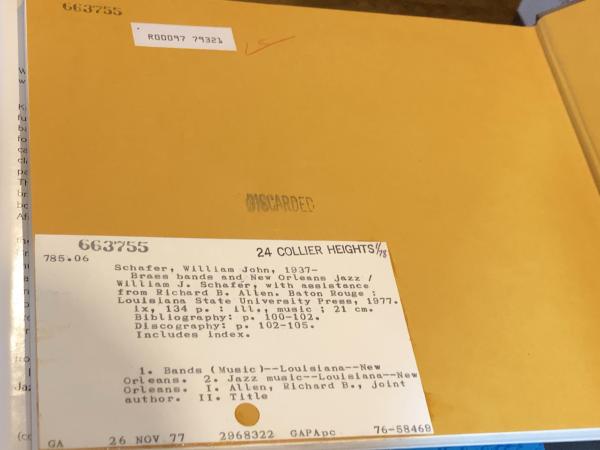 663755
R00097 79321
DISCARDED
663755
24 COLLIER HEIGHTS 11/78
785.06
Schafer, William John, 1937-
Brass bands and New Orleans jazz /
William J. Schafer, with assistance
from Richard B. Allen. Baton Rouge :
Louisiana State University Press, 1977.
ix, 134 p. : ill., music ; 21 cm.
Bibliography: p. 100-102.
Discography: p. 102-105.
Includes index.
1. Bands (Music)--Louisiana--New
Orleans. 2. Jazz music--Louisiana--New
Orleans. I. Allen, Richard B., joint
author. II. Title
GA 26 NOV 77 2968322 GAPApc 76-58469